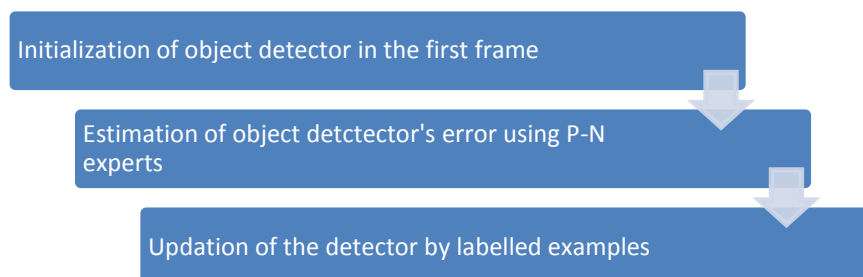 Initialization of object detector in the first frame
Estimation of object detctector's error using P-N
experts
Updation of the detector by labelled examples